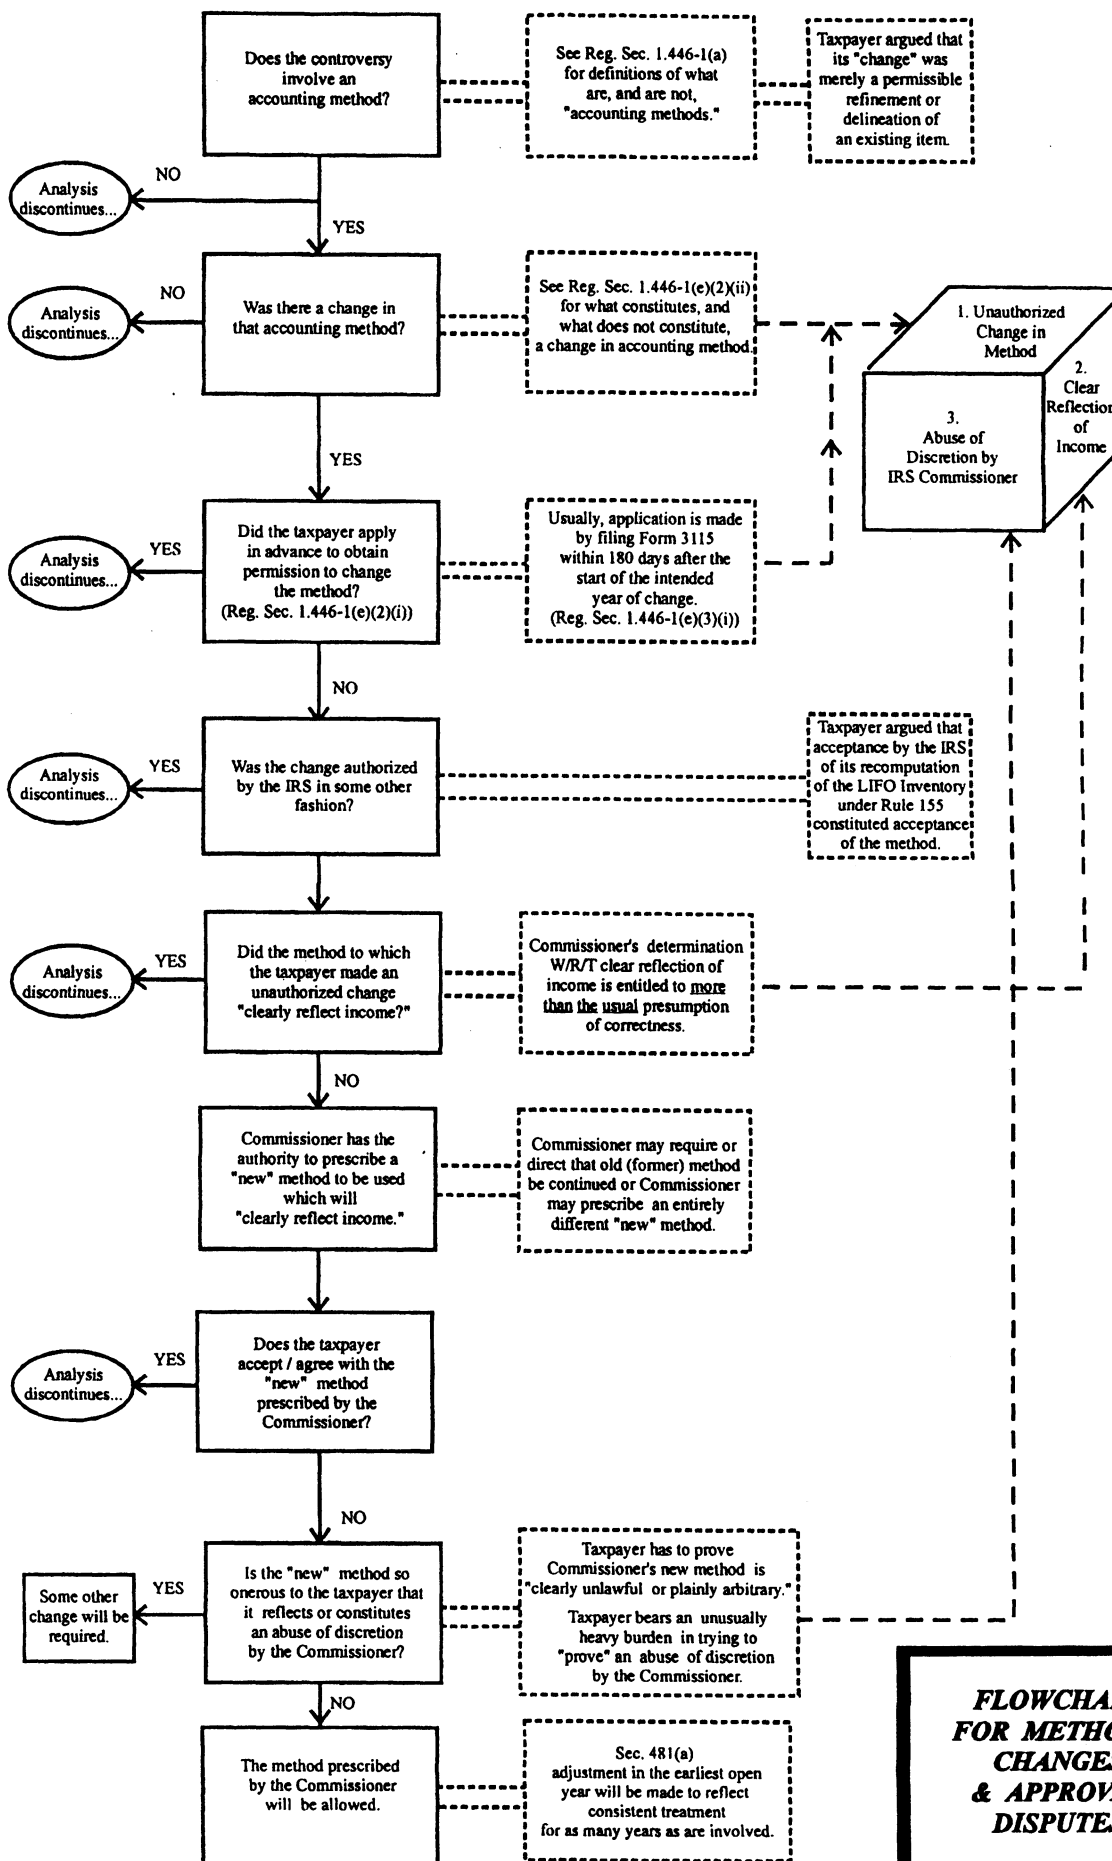 Does the controversy
involve an
accounting method?
See Reg. Sec. 1.446-1(a)
for definitions of what
are, and are not,
"accounting methods."
Taxpayer argued that
its "change" was
merely a permissible
refinement or
delineation of
an existing item.
NO
Analysis
discontinues...
YES
Was there a change in
that accounting method?
NO
Analysis
discontinues...
See Reg. Sec. 1.446-1(e)(2)(ii)
for what constitutes, and
what does not constitute,
a change in accounting method.
1. Unauthorized
Change in
Method
2.
Clear
Reflection
of
Income
3.
Abuse of
Discretion by
IRS Commissioner
YES
Did the taxpayer apply
in advance to obtain
permission to change
the method?
(Reg. Sec. 1.446-1(e)(2)(i))
YES
Analysis
discontinues...
Usually, application is made
by filing Form 3115
within 180 days after the
start of the intended
year of change.
(Reg. Sec. 1.446-1(e)(3)(i))
NO
Was the change authorized
by the IRS in some other
fashion?
YES
Analysis
discontinues...
Taxpayer argued that
acceptance by the IRS
of its recomputation
of the LIFO Inventory
under Rule 155
constituted acceptance
of the method.
Did the method to which
the taxpayer made an
unauthorized change
"clearly reflect income?"
YES
Analysis
discontinues...
Commissioner's determination
W/R/T clear reflection of
income is entitled to more
than the usual presumption
of correctness.
NO
Commissioner has the
authority to prescribe a
"new" method to be used
which will
"clearly reflect income."
Commissioner may require or
direct that old (former) method
be continued or Commissioner
may prescribe an entirely
different "new" method.
Does the taxpayer
accept / agree with the
"new" method
prescribed by the
Commissioner?
YES
Analysis
discontinues...
NO
Is the "new" method so
onerous to the taxpayer that
it reflects or constitutes
an abuse of discretion
by the Commissioner?
YES
Some other
change will be
required.
Taxpayer has to prove
Commissioner's new method is
"clearly unlawful or plainly arbitrary."
Taxpayer bears an unusually
heavy burden in trying to
"prove" an abuse of discretion
by the Commissioner.
NO
The method prescribed
by the Commissioner
will be allowed.
Sec. 481(a)
adjustment in the earliest open
year will be made to reflect
consistent treatment
for as many years as are involved.
FOR
&